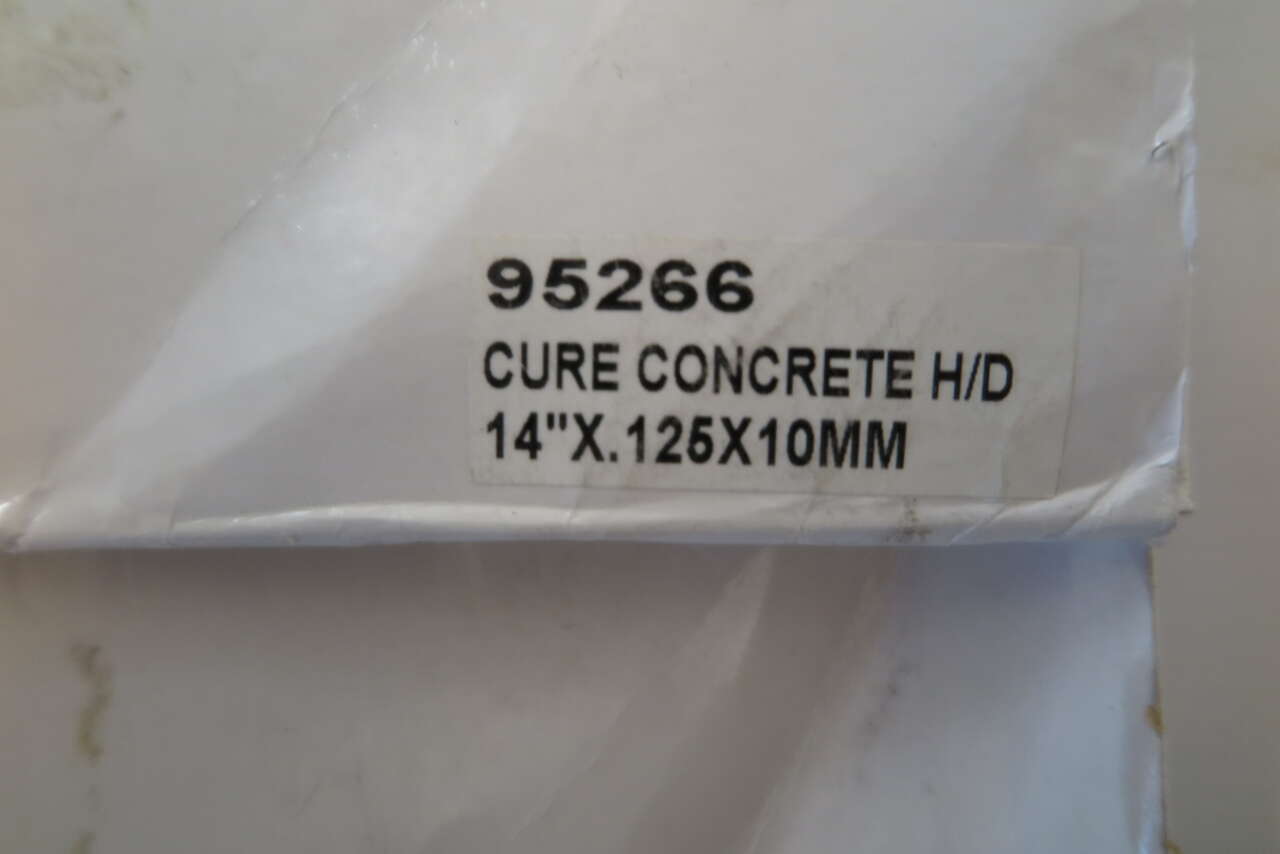 95266
CURE CONCRETE H/D
14"X.125X10MM